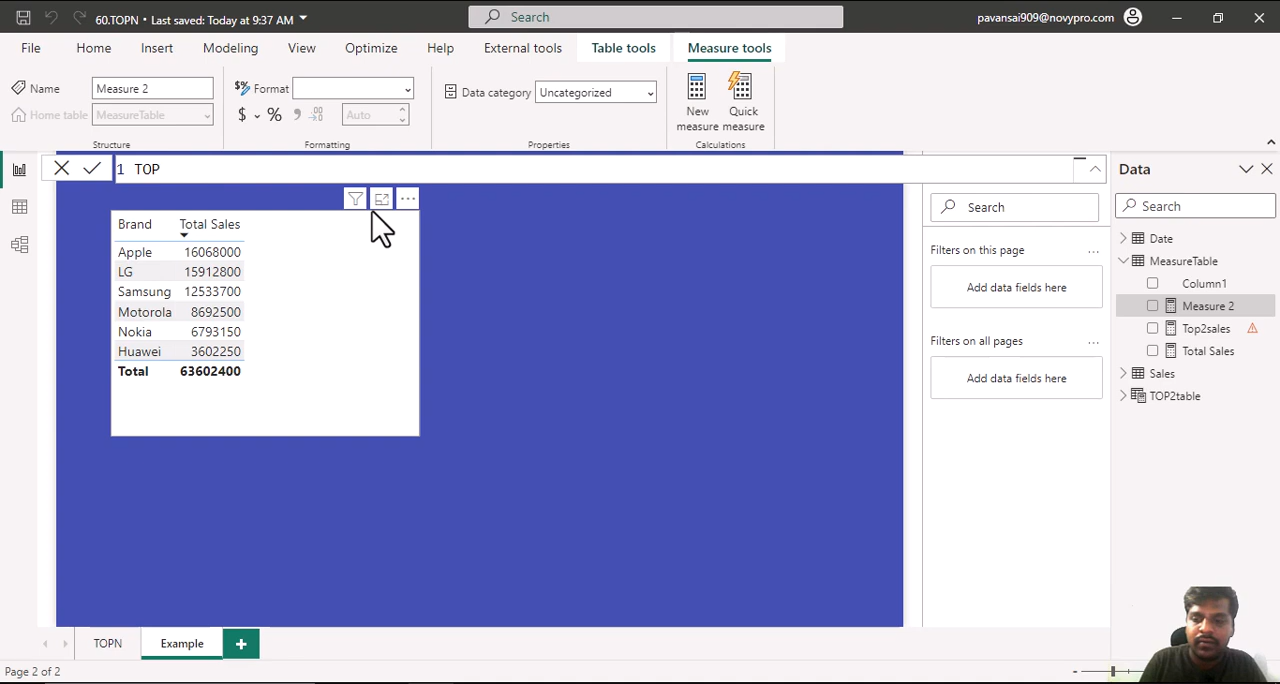 60.TOPN • Last saved: Today at 9:37 AM
Search
pavansai909@novypro.com
File Home Insert Modeling View Optimize Help External tools Table tools Measure tools
Name Measure 2
Home table MeasureTable
Structure
$% Format
$ % 9 .00
Auto
Formatting
Data category Uncategorized
Properties
New measure
Quick measure
Calculations
1 TOP
Brand Total Sales
Apple 16068000
LG 15912800
Samsung 12533700
Motorola 8692500
Nokia 6793150
Huawei 3602250
Total 63602400
Search
Filters on this page ...
Add data fields here
Filters on all pages ...
Add data fields here
Data
Search
Date
MeasureTable
Column1
Measure 2
Top2sales
Total Sales
Sales
TOP2table
TOPN Example +
Page 2 of 2